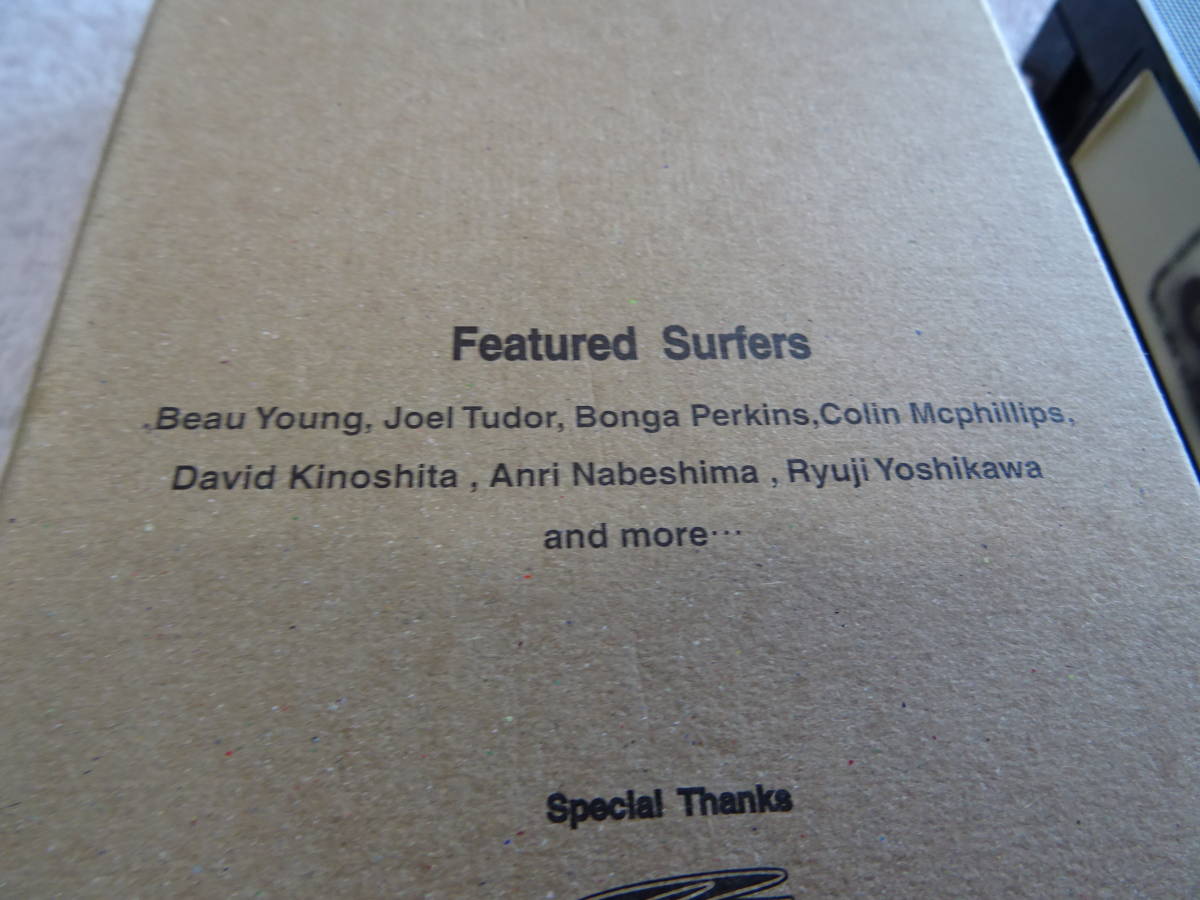 Featured Surfers
.Beau Young, Joel Tudor, Bonga Perkins,Colin Mcphillips,
David Kinoshita , Anri Nabeshima , Ryuji Yoshikawa
and more…
Special Thanks